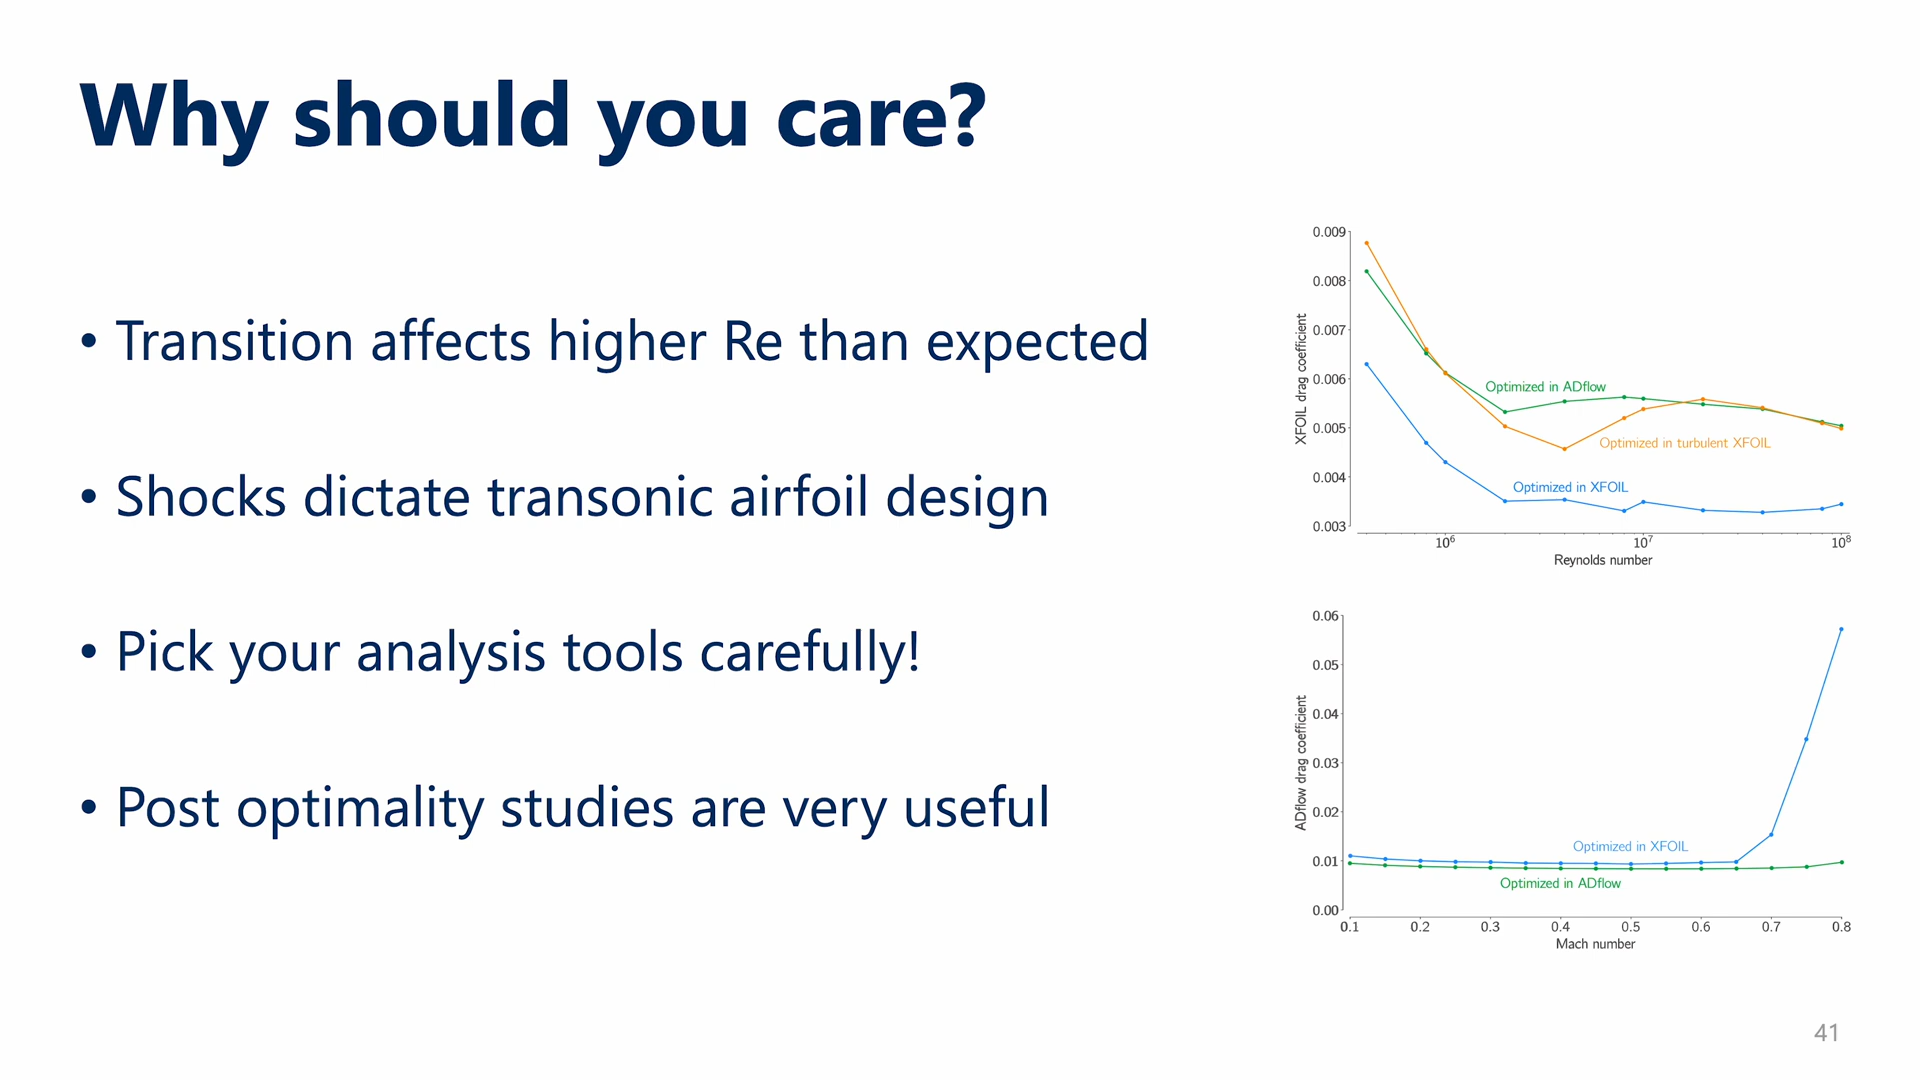 Why should you care?
• Transition affects higher Re than expected
• Shocks dictate transonic airfoil design
• Pick your analysis tools carefully!
• Post optimality studies are very useful
0.009
0.008
0.007
0.006
0.005
0.004
0.003
XFOIL drag coefficient
Optimized in ADflow
Optimized in turbulent XFOIL
Optimized in XFOIL
10⁶ 10⁷ 10⁸
Reynolds number
0.06
0.05
0.04
0.03
0.02
0.01
0.00
ADflow drag coefficient
Optimized in XFOIL
Optimized in ADflow
0.1 0.2 0.3 0.4 0.5 0.6 0.7 0.8
Mach number
41